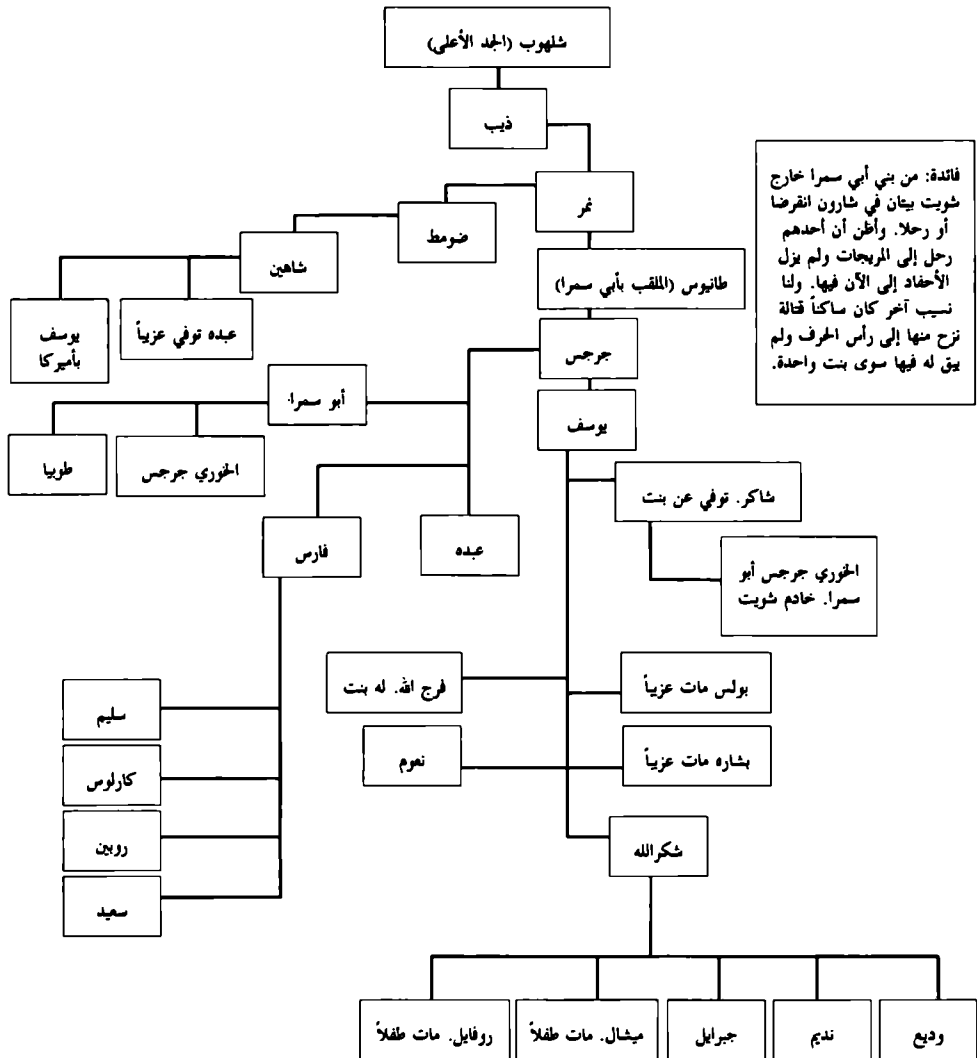 شلهوب (الجد الأعلى)
ذيب
فائدة: من بني أبي سمرا خارج
شويت بيتان في شارون انقرضا
أو رحلا. وأظن أن أحدهم
رحل إلى المريجات ولم يزل
الأحفاد إلى الآن فيها. ولنا
نسيب آخر كان ساكناً قتالة
نزح منها إلى رأس الحرف ولم
يبق له فيها سوى بنت واحدة.
نمر
ضومط
شاهين
طانيوس (الملقب بأبي سمرا)
عبده توفي عزيباً
يوسف
بأميركا
جرجس
أبو سمرا
يوسف
الخوري جرجس
طوبيا
شاكر. توفي عن بنت
عبده
فارس
الخوري جرجس أبو
سمرا. خادم شويت
بولس مات عزيباً
فرج الله. له بنت
سليم
بشاره مات عزيباً
نعوم
كارلوس
روبين
شكرالله
سعيد
وديع
نديم
جبرايل
ميشال. مات طفلاً
روفايل. مات طفلاً